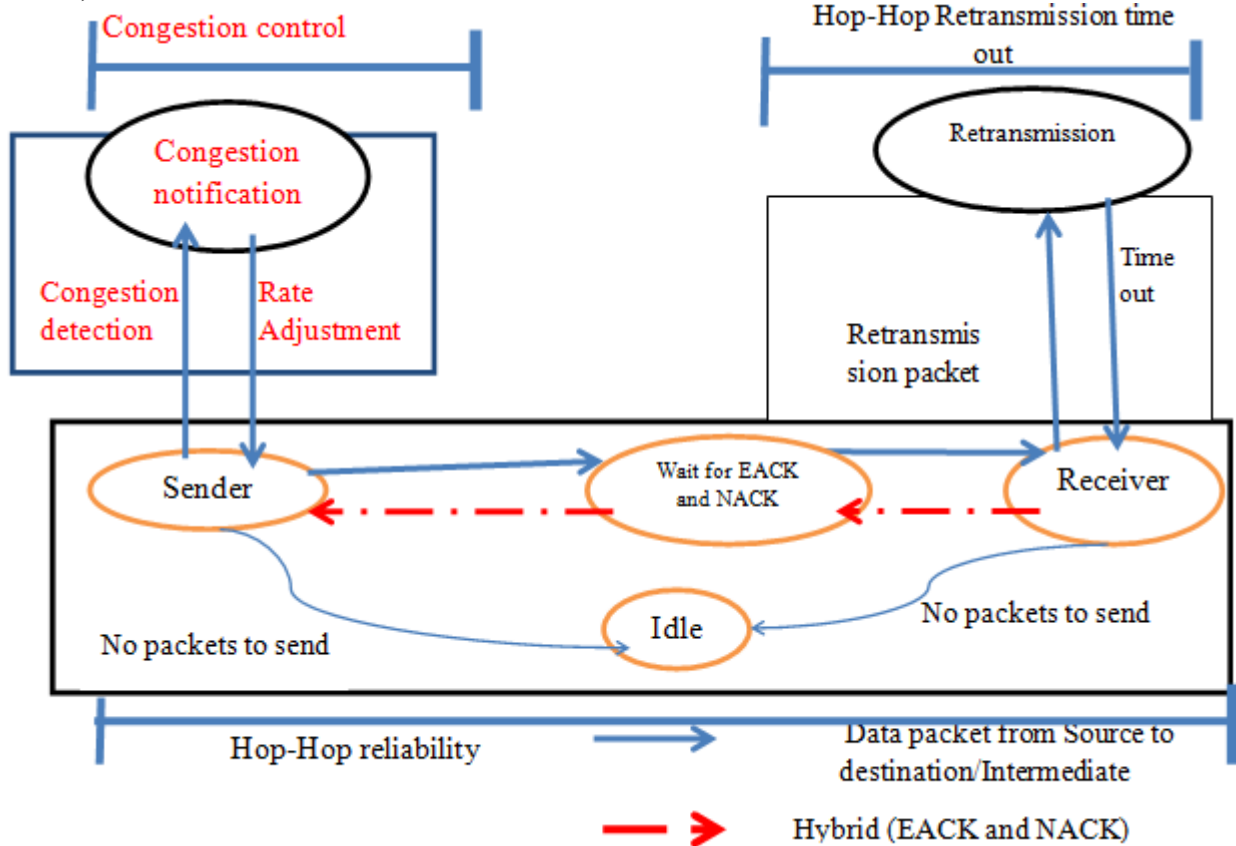 Congestion control
Hop-Hop Retransmission time
out
Congestion
notification
Retransmission
Congestion
detection
Rate
Adjustment
Time
out
Retransmis
sion packet
Sender
Wait for EACK
and NACK
Receiver
Idle
No packets to send
No packets to send
Hop-Hop reliability
Data packet from Source to
destination/Intermediate
Hybrid (EACK and NACK)